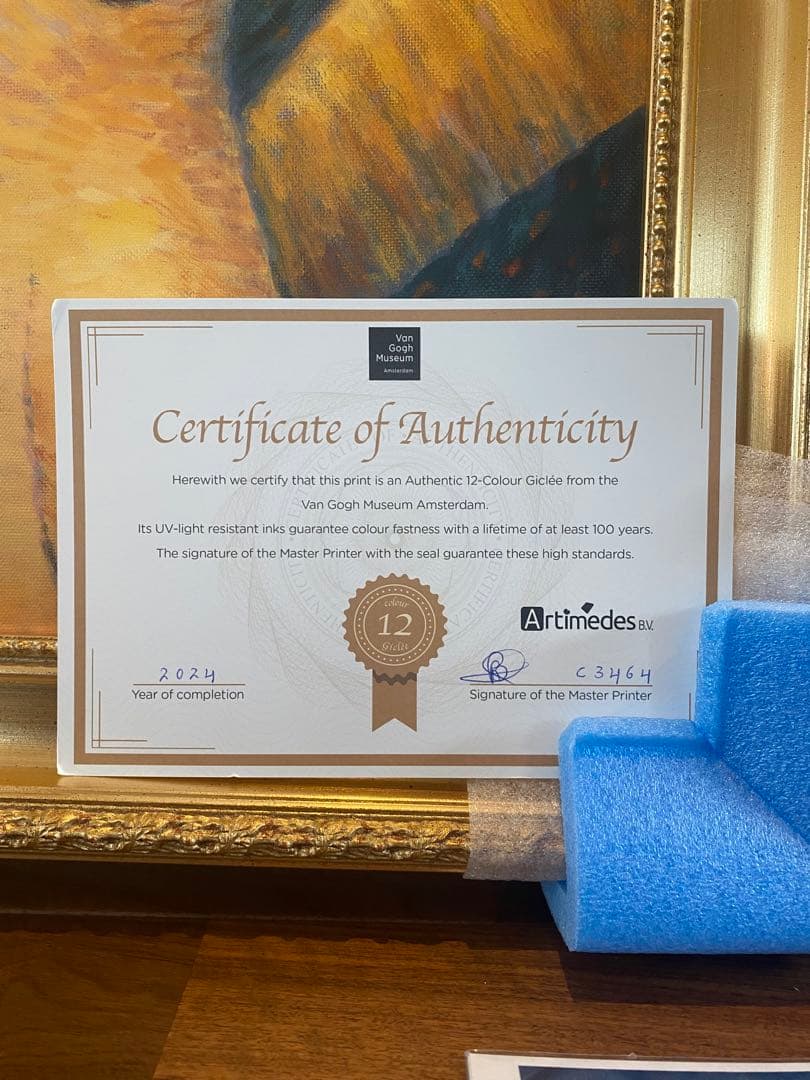 Van
Gogh
Museum
Amsterdam
Certificate of Authenticity
Herewith we certify that this print is an Authentic 12-Colour Giclée from the
Van Gogh Museum Amsterdam.
Its UV-light resistant inks guarantee colour fastness with a lifetime of at least 100 years.
The signature of the Master Printer with the seal guarantee these high standards.
colour
12
Giclée
Artimedes B.V.
2024
C3464
Year of completion
Signature of the Master Printer